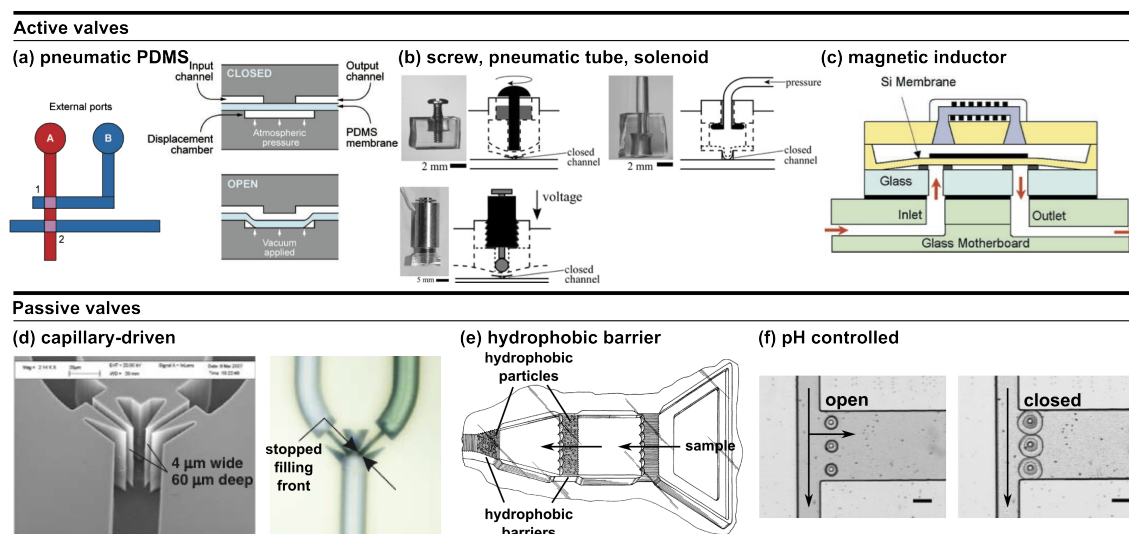 Active valves
(a) pneumatic PDMS
External ports
A
B
1
2
Input
channel
CLOSED
Output
channel
Displacement
chamber
Atmospheric
pressure
PDMS
membrane
OPEN
Vacuum
applied
(b) screw, pneumatic tube, solenoid
2 mm
closed
channel
2 mm
pressure
closed
channel
5 mm
voltage
closed
channel
(c) magnetic inductor
Si Membrane
Glass
Inlet
Outlet
Glass Motherboard
Passive valves
(d) capillary-driven
4 µm wide
60 µm deep
stopped
filling
front
(e) hydrophobic barrier
hydrophobic
particles
sample
hydrophobic
barriers
(f) pH controlled
open
closed